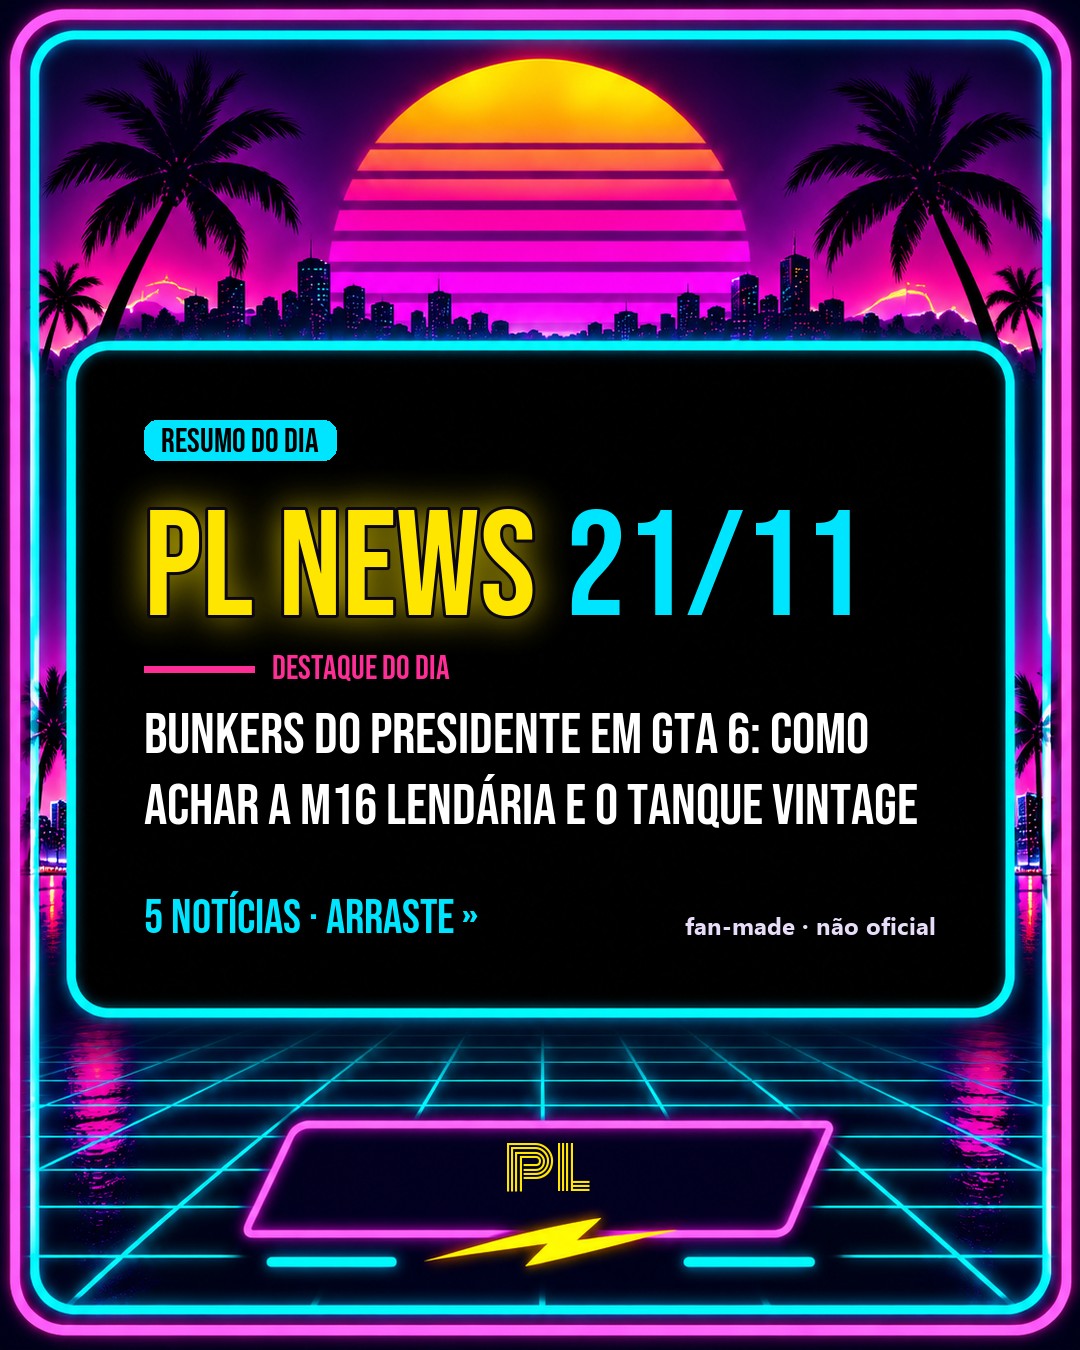 RESUMO DO DIA
PL NEWS 21/11
DESTAQUE DO DIA
BUNKERS DO PRESIDENTE EM GTA 6: COMO
ACHAR A M16 LENDÁRIA E O TANQUE VINTAGE
5 NOTÍCIAS · ARRASTE »
fan-made · não oficial
PL